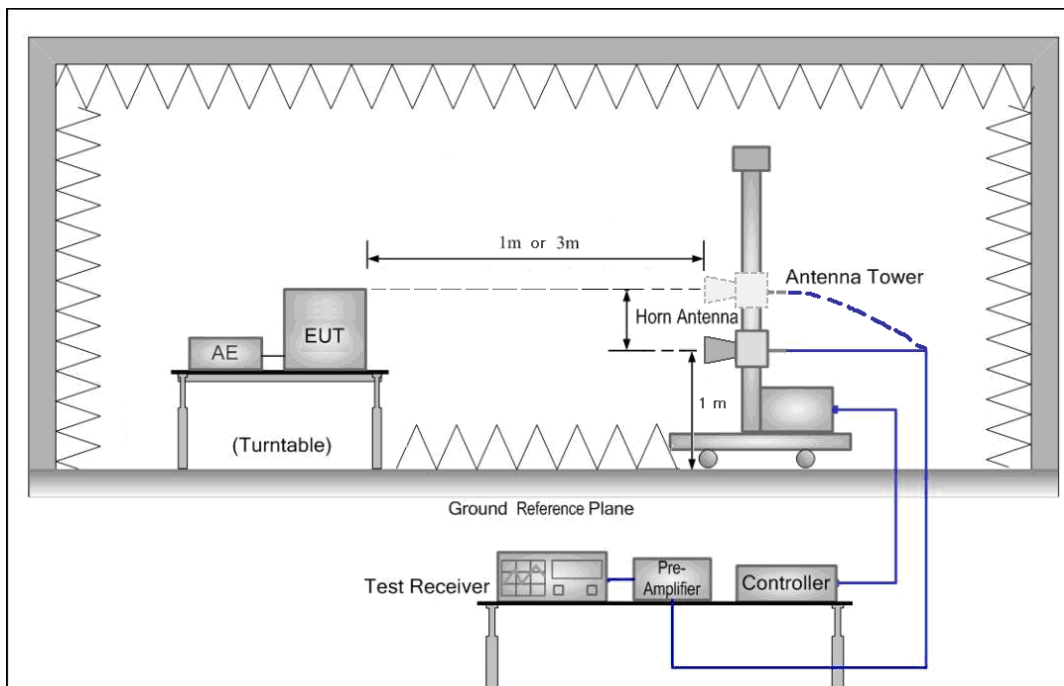 1m or 3m
Antenna Tower
Horn Antenna
EUT
AE
1 m
(Turntable)
Ground Reference Plane
Test Receiver
Pre-
Amplifier
Controller